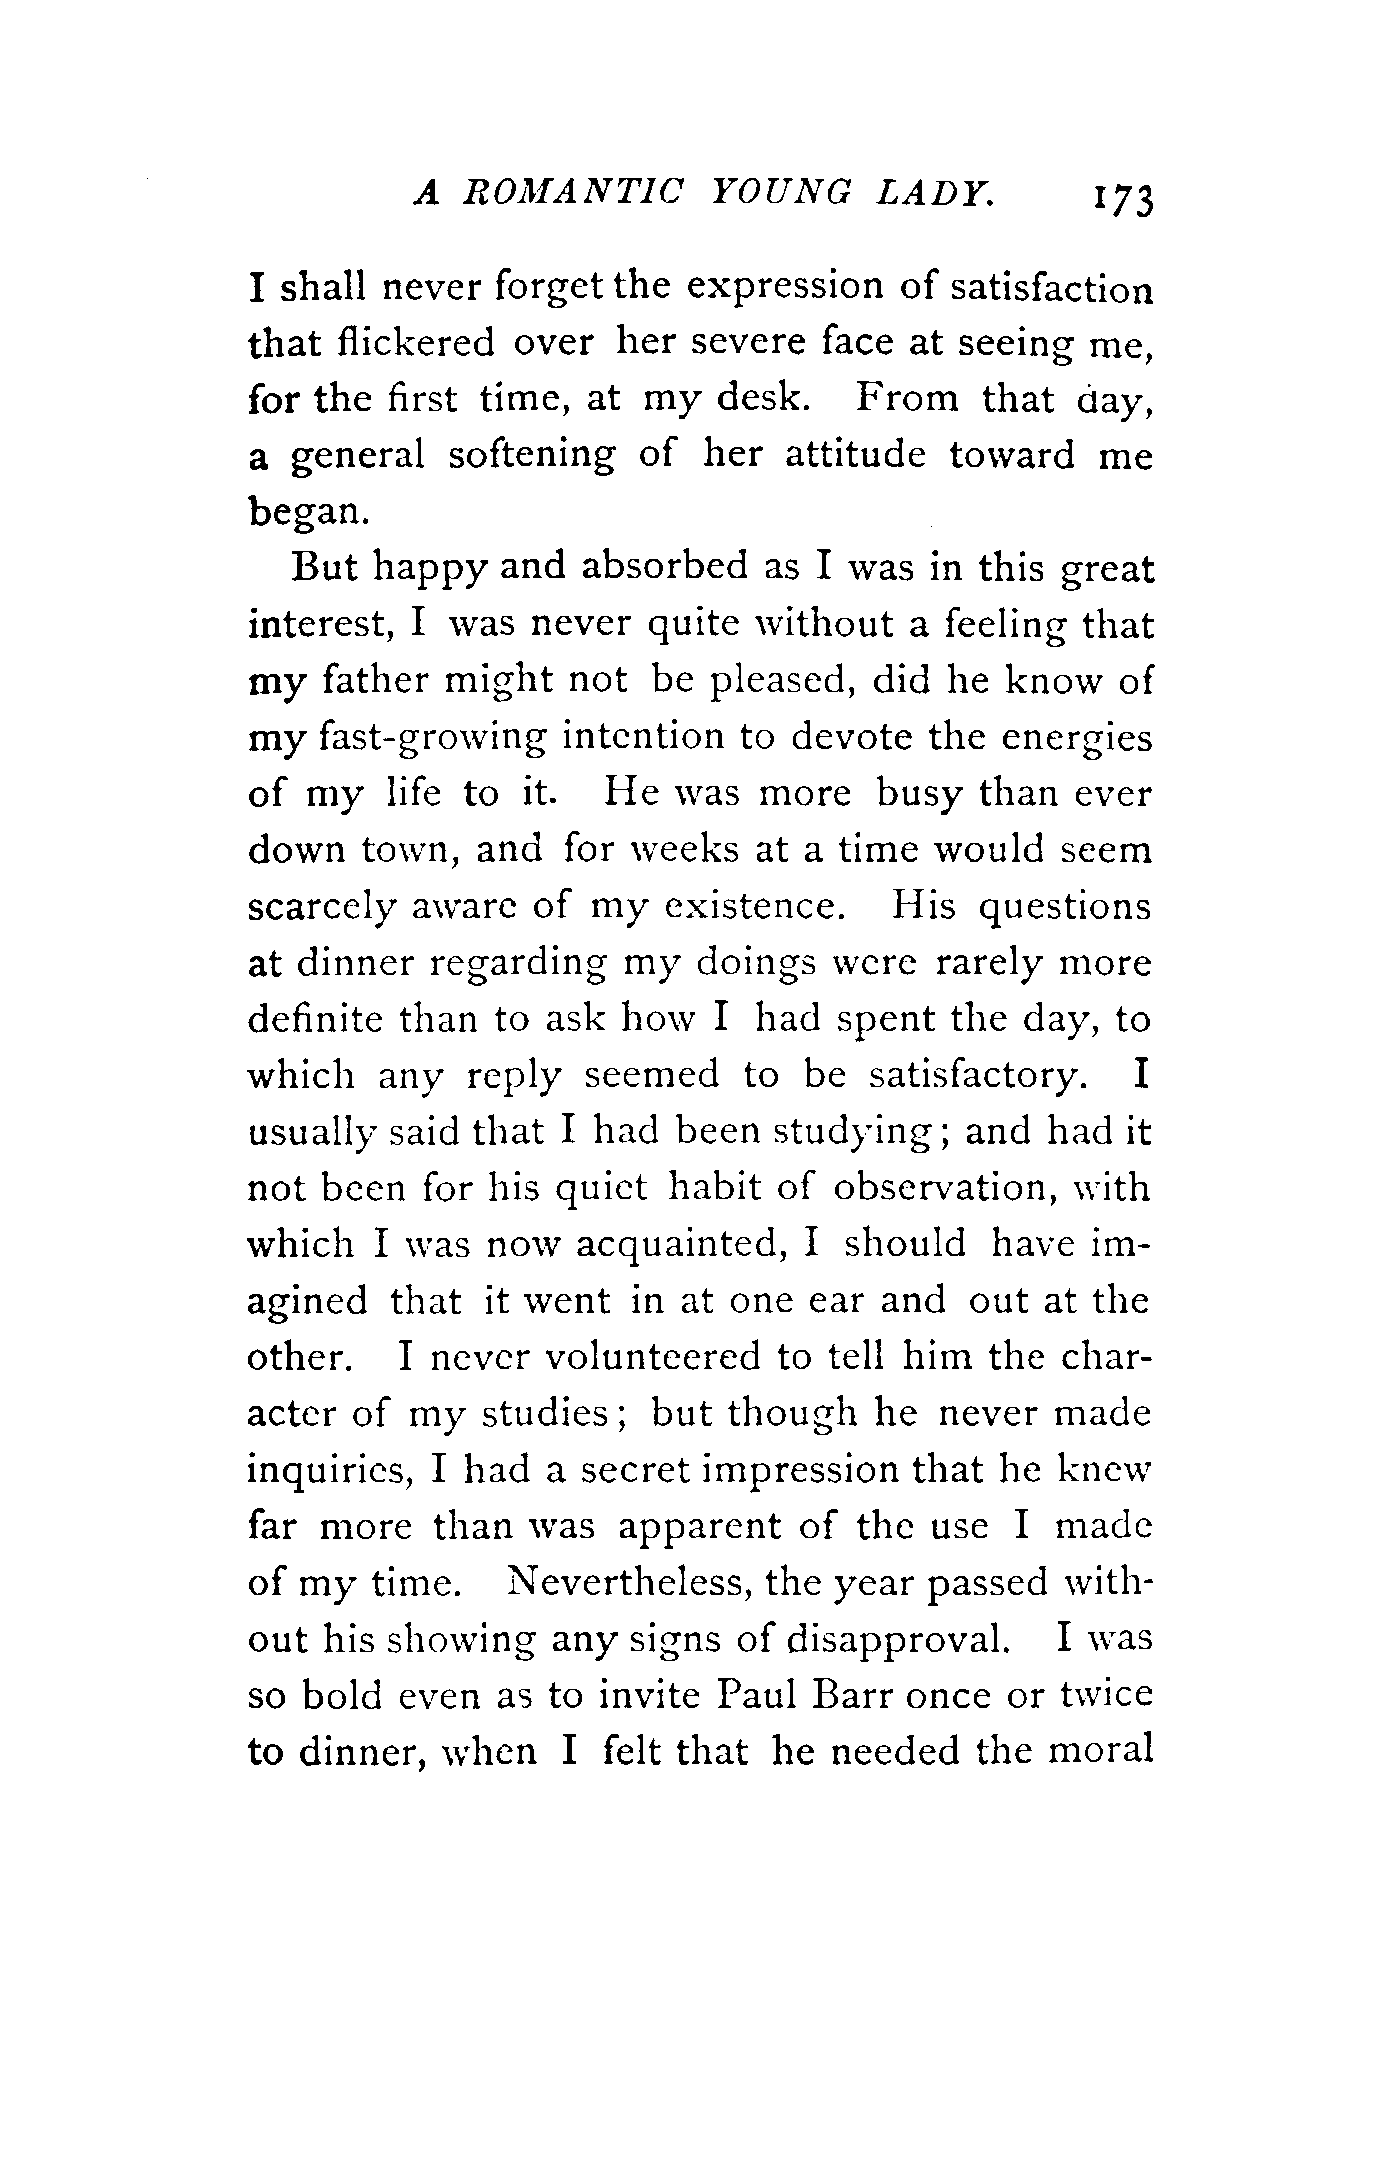 A ROMANTIC YOUNG LADY. 173
I shall never forget the expression of satisfaction
that flickered over her severe face at seeing me,
for the first time, at my desk. From that day,
a general softening of her attitude toward me
began.
But happy and absorbed as I was in this great
interest, I was never quite without a feeling that
my father might not be pleased, did he know of
my fast-growing intention to devote the energies
of my life to it. He was more busy than ever
down town, and for weeks at a time would seem
scarcely aware of my existence. His questions
at dinner regarding my doings were rarely more
definite than to ask how I had spent the day, to
which any reply seemed to be satisfactory. I
usually said that I had been studying; and had it
not been for his quiet habit of observation, with
which I was now acquainted, I should have im-
agined that it went in at one ear and out at the
other. I never volunteered to tell him the char-
acter of my studies; but though he never made
inquiries, I had a secret impression that he knew
far more than was apparent of the use I made
of my time. Nevertheless, the year passed with-
out his showing any signs of disapproval. I was
so bold even as to invite Paul Barr once or twice
to dinner, when I felt that he needed the moral